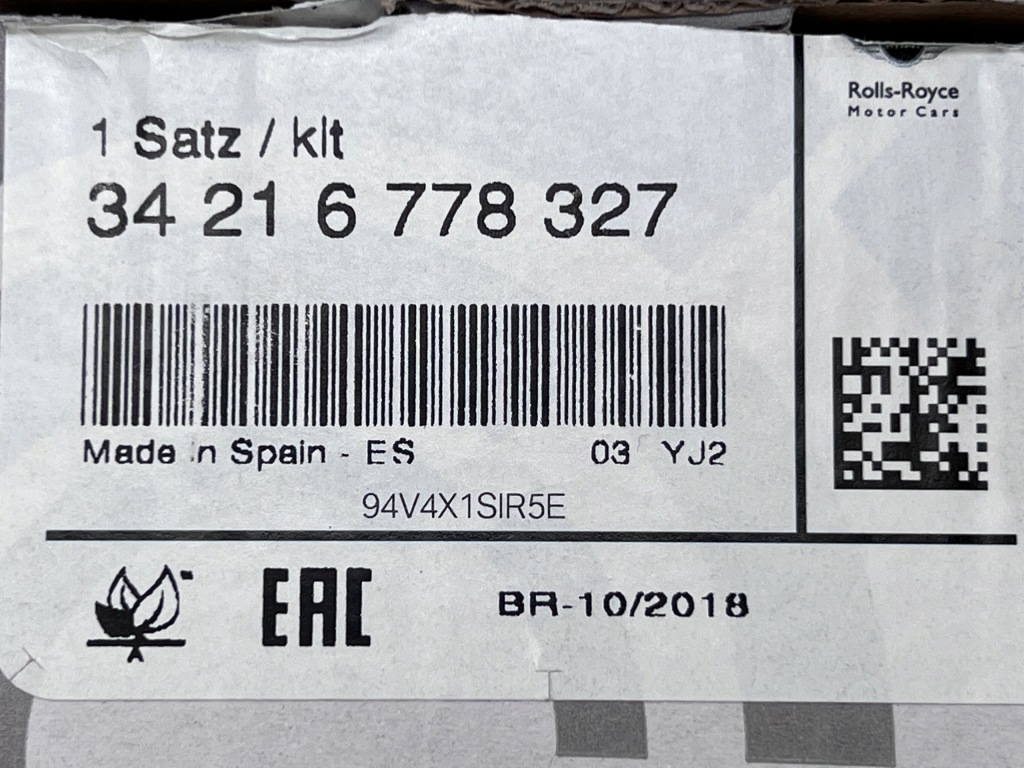 Rolls-Royce
Motor Cars
1 Satz / kit
34 21 6 778 327
Made in Spain - ES 03 YJ2
94V4X1SIR5E
EAC BR-10/2018